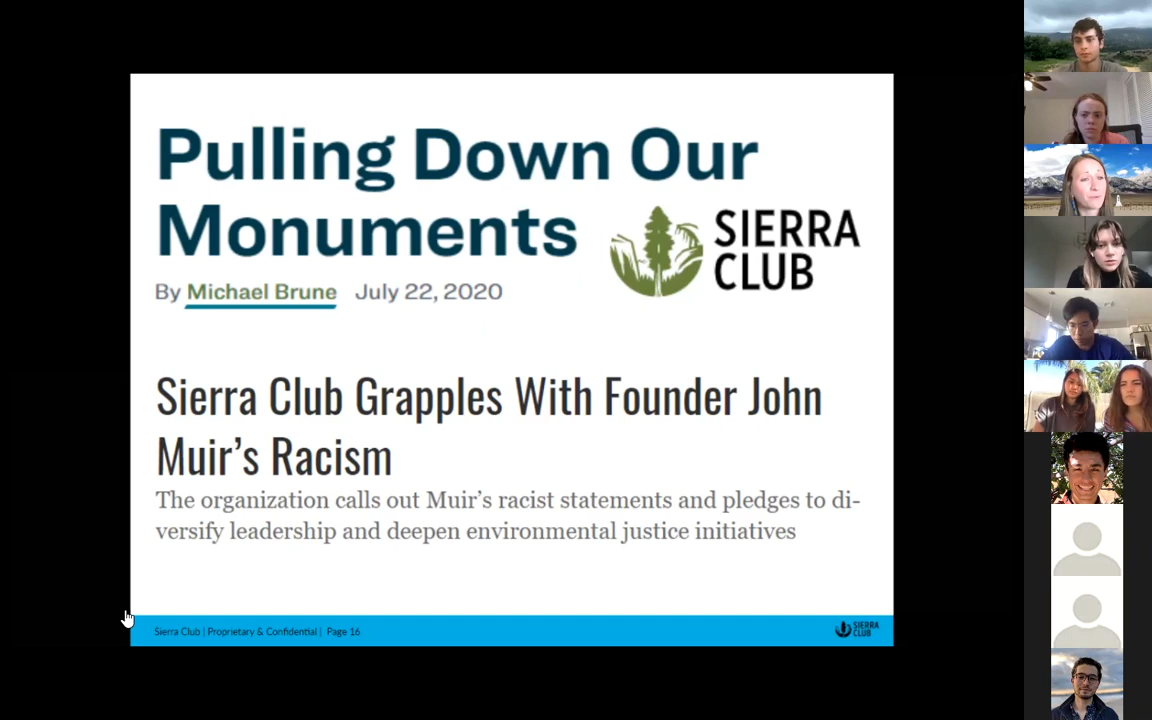 Pulling Down Our
Monuments
SIERRA
CLUB
By Michael Brune July 22, 2020
Sierra Club Grapples With Founder John
Muir’s Racism
The organization calls out Muir’s racist statements and pledges to di-
versify leadership and deepen environmental justice initiatives
Sierra Club | Proprietary & Confidential | Page 16
SIERRA
CLUB